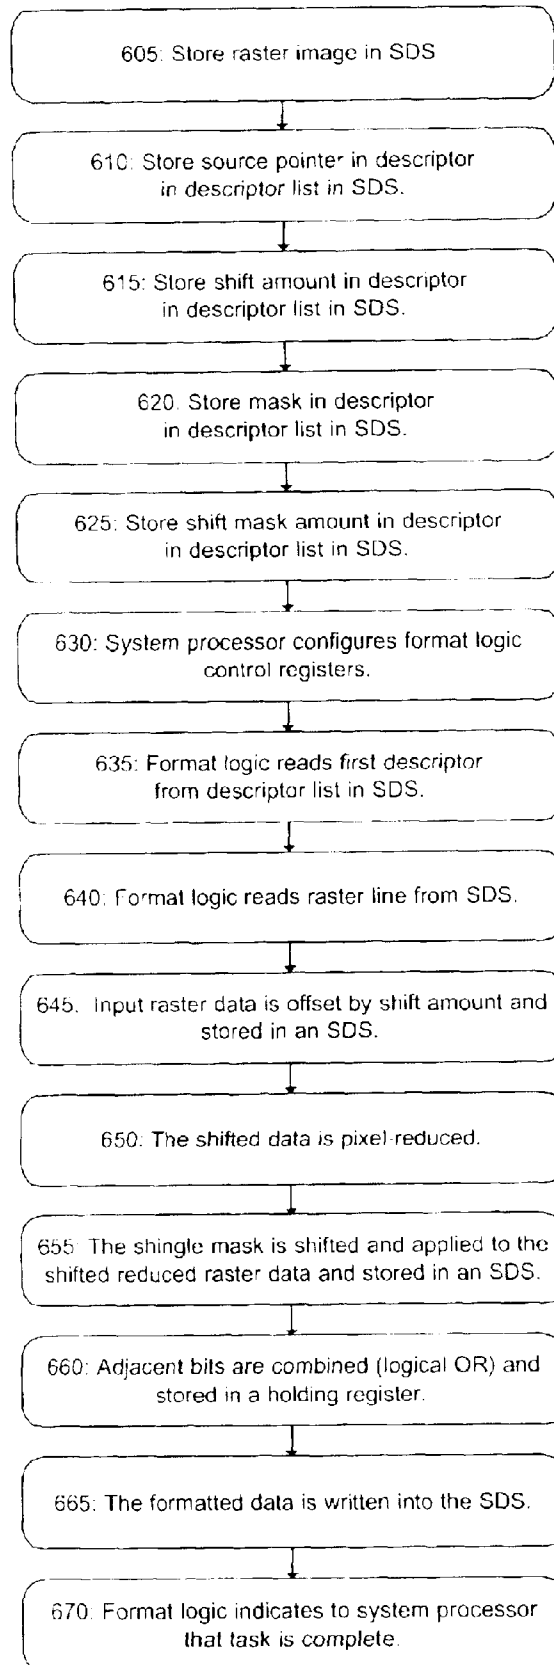 605: Store raster image in SDS
610: Store source pointer in descriptor
in descriptor list in SDS.
615: Store shift amount in descriptor
in descriptor list in SDS.
620. Store mask in descriptor
in descriptor list in SDS.
625: Store shift mask amount in descriptor
in descriptor list in SDS.
630: System processor configures format logic
control registers.
635: Format logic reads first descriptor
from descriptor list in SDS.
640: Format logic reads raster line from SDS.
645. Input raster data is offset by shift amount and
stored in an SDS.
650: The shifted data is pixel-reduced.
655: The shingle mask is shifted and applied to the
shifted reduced raster data and stored in an SDS.
660: Adjacent bits are combined (logical OR) and
stored in a holding register.
665: The formatted data is written into the SDS.
670: Format logic indicates to system processor
that task is complete.